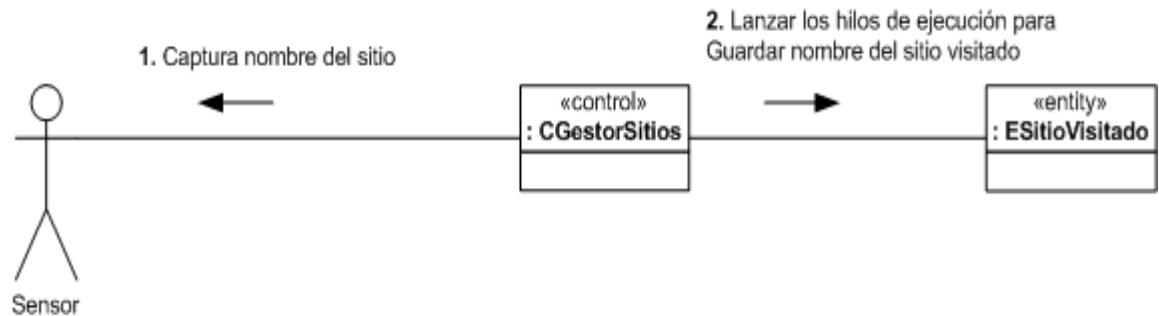 1. Captura nombre del sitio
2. Lanzar los hilos de ejecución para
Guardar nombre del sitio visitado
«control»
: CGestorSitios
«entity»
: ESitioVisitado
Sensor